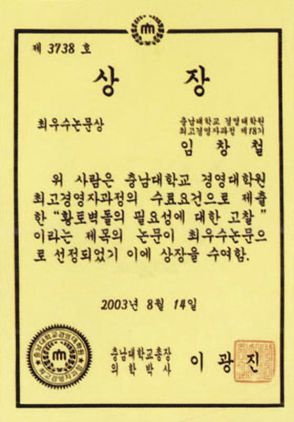 제 3738 호
상 장
최우수논문상
충남대학교 경영대학원
최고경영자과정 제18기
임 창 철
위 사람은 충남대학교 경영대학원
최고경영자과정의 수료요건으로 제출
한 “황토벽돌의 필요성에 대한 고찰”
이라는 제목의 논문이 최우수논문으
로 선정되었기 이에 상장을 수여함.
2003년 8월 14일
충남대학교총장
의 학 박 사
이 광 진